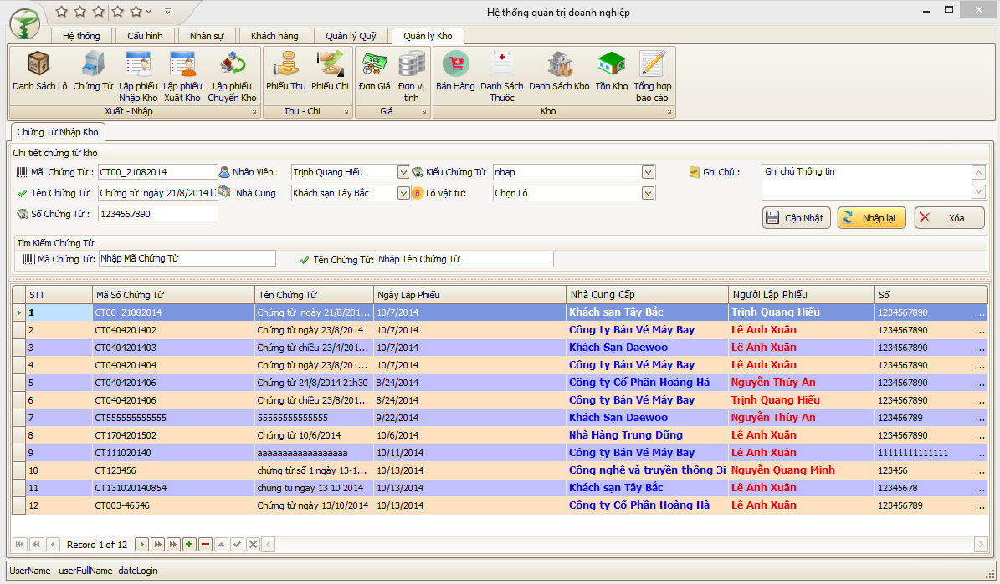 Hệ thống quản trị doanh nghiệp
Hệ thống Cấu hình Nhân sự Khách hàng Quản lý Quỹ Quản lý Kho
Danh Sách Lô Chứng Từ Lập phiếu Nhập Kho Lập phiếu Xuất Kho Lập phiếu Chuyển Kho Phiếu Thu Phiếu Chi Đơn Giá Đơn vị tính Bán Hàng Danh Sách Thuốc Danh Sách Kho Tồn Kho Tổng hợp báo cáo
Xuất - Nhập Thu - Chi Giá Kho
Chứng Từ Nhập Kho
Chi tiết chứng từ kho
Mã Chứng Từ : CT00_21082014 Nhân Viên Trịnh Quang Hiếu Kiểu Chứng Từ nhap Ghi Chú : Ghi chú Thông tin
Tên Chứng Từ : Chứng từ ngày 21/8/2014 lú Nhà Cung Khách sạn Tây Bắc Lô vật tư: Chọn Lô
Số Chứng Từ : 1234567890 Cập Nhật Nhập lại Xóa
Tìm Kiếm Chứng Từ
Mã Chứng Từ: Nhập Mã Chứng Từ Tên Chứng Từ: Nhập Tên Chứng Từ
STT Mã Số Chứng Từ Tên Chứng Từ Ngày Lập Phiếu Nhà Cung Cấp Người Lập Phiếu Số
1 CT00_21082014 Chứng từ ngày 21/8/201... 10/7/2014 Khách sạn Tây Bắc Trịnh Quang Hiếu 1234567890 ...
2 CT0404201402 Chứng từ ngày 23/8/2014 10/7/2014 Công ty Bán Vé Máy Bay Lê Anh Xuân 1234567890 ...
3 CT0404201403 Chứng từ chiều 23/4/201... 10/7/2014 Khách Sạn Daewoo Lê Anh Xuân 1234567890 ...
4 CT0404201404 Chứng từ ngày 23/8/201... 10/7/2014 Công ty Bán Vé Máy Bay Lê Anh Xuân 1234567890 ...
5 CT0404201406 Chứng từ 24/8/2014 21h30 8/24/2014 Công ty Cổ Phần Hoàng Hà Nguyễn Thùy An 1234567890 ...
6 CT0404201406 Chứng từ chiều 23/8/201... 8/24/2014 Công ty Bán Vé Máy Bay Trịnh Quang Hiếu 1234567890 ...
7 CT555555555555 55555555555555 9/22/2014 Khách Sạn Daewoo Nguyễn Thùy An 123456789 ...
8 CT1704201502 Chứng từ 10/6/2014 10/6/2014 Nhà Hàng Trung Dũng Lê Anh Xuân 1234567890 ...
9 CT111020140 aaaaaaaaaaaaaaaaaa 10/11/2014 Công ty Bán Vé Máy Bay Lê Anh Xuân 11111111111111 ...
10 CT123456 chứng từ số 1 ngày 13-1... 10/13/2014 Công nghệ và truyền thông 3i Nguyễn Quang Minh 123456 ...
11 CT131020140854 chung tu ngay 13 10 2014 10/13/2014 Khách sạn Tây Bắc Lê Anh Xuân 12345678 ...
12 CT003-46546 Chứng từ ngày 13/10/2014 10/13/2014 Công ty Cổ Phần Hoàng Hà Lê Anh Xuân 123456789 ...
Record 1 of 12
UserName userFullName dateLogin